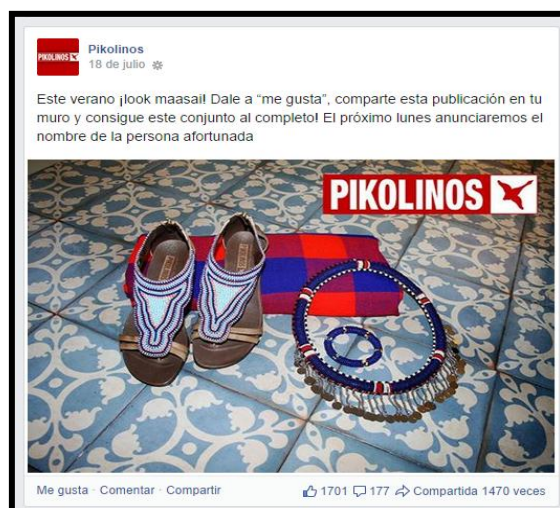 PIKOLINOS
Pikolinos
18 de julio
Este verano ¡look maasai! Dale a “me gusta”, comparte esta publicación en tu
muro y consigue este conjunto al completo! El próximo lunes anunciaremos el
nombre de la persona afortunada
PIKOLINOS
Me gusta · Comentar · Compartir
1701 177 Compartida 1470 veces